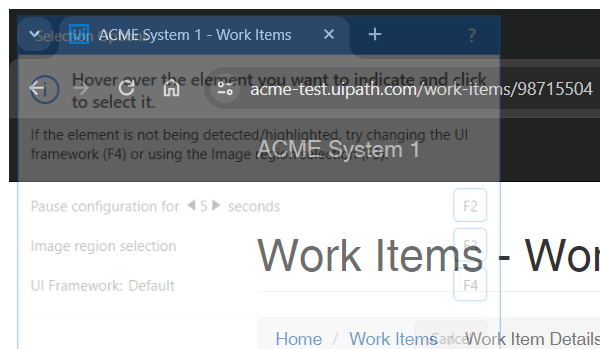 Selection Options
?
ACME System 1 - Work Items
Hover over the element you want to indicate and click
to select it.
acme-test.uipath.com/work-items/98715504
If the element is not being detected/highlighted, try changing the UI
framework (F4) or using the Image region selection (F3).
ACME System 1
Pause configuration for 5 seconds
F2
Image region selection
F3
Work Items - Wor
UI Framework: Default
F4
Home / Work Items / Work Item Details
Cancel